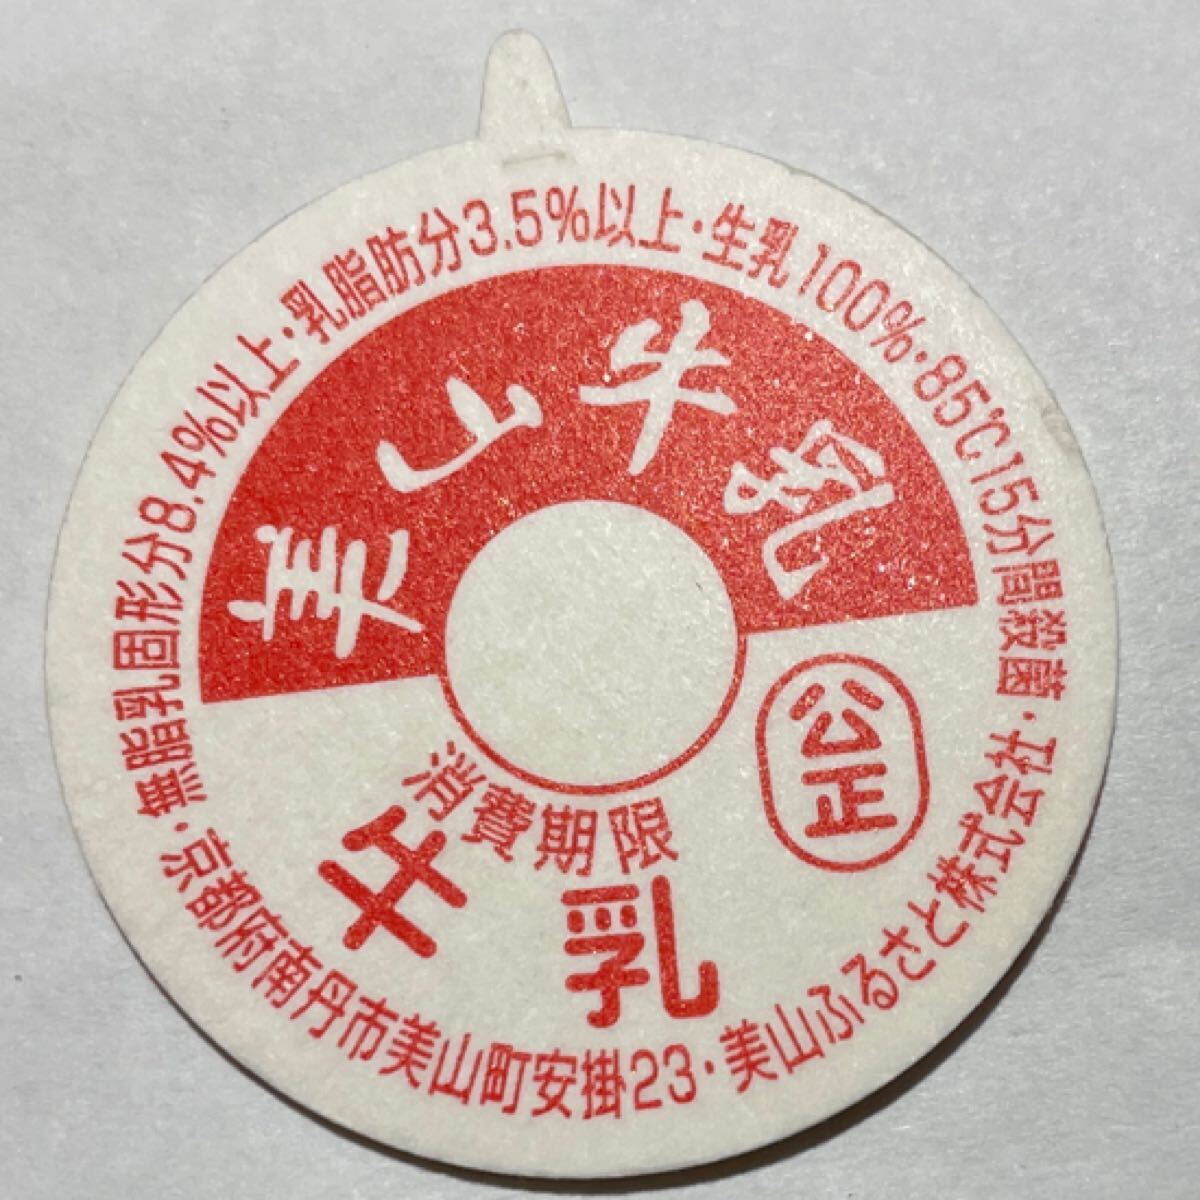 無脂乳固形分8.4%以上・乳脂肪分3.5%以上・生乳100%・85℃15分間殺菌・
美山牛乳
公正
消費期限
牛乳
京都府南丹市美山町安掛23・美山ふるさと株式会社・